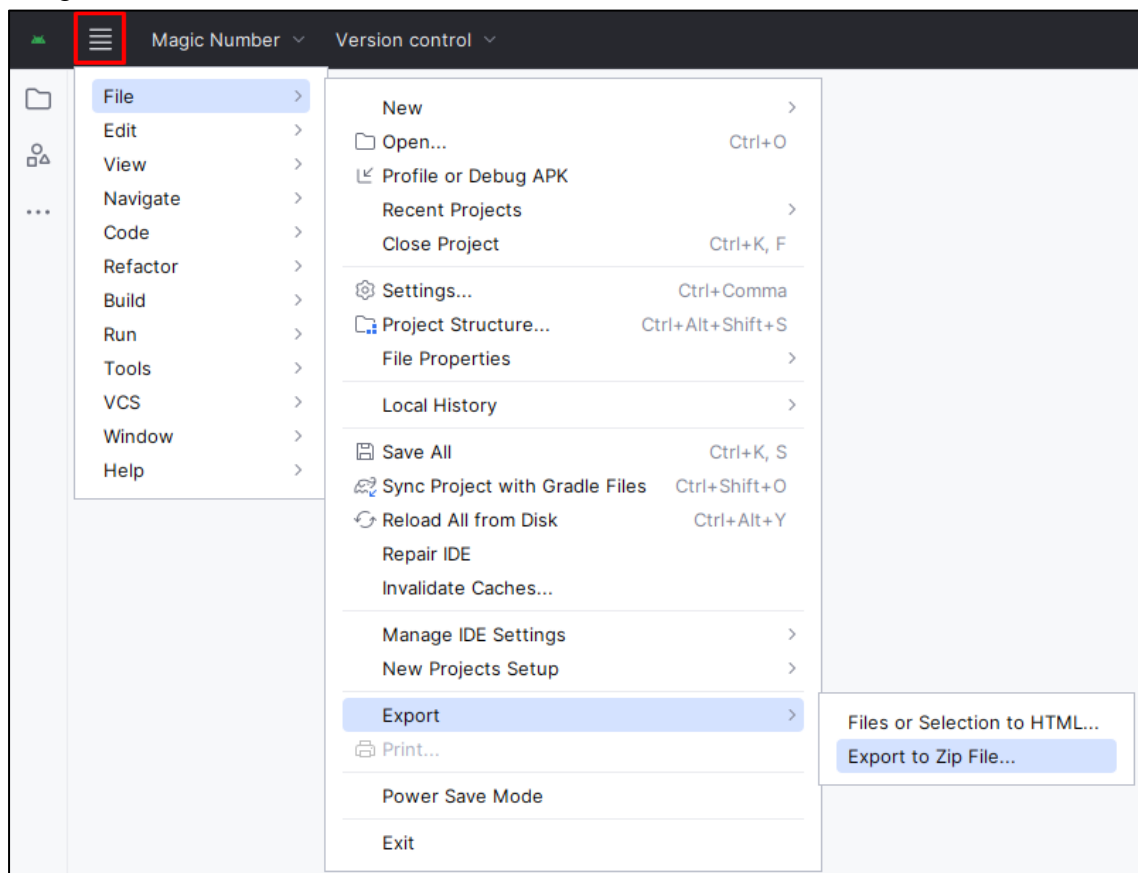 Magic Number
Version control
File
Edit
View
Navigate
Code
Refactor
Build
Run
Tools
VCS
Window
Help
New
Open... Ctrl+O
Profile or Debug APK
Recent Projects
Close Project Ctrl+K, F
Settings... Ctrl+Comma
Project Structure... Ctrl+Alt+Shift+S
File Properties
Local History
Save All Ctrl+K, S
Sync Project with Gradle Files Ctrl+Shift+O
Reload All from Disk Ctrl+Alt+Y
Repair IDE
Invalidate Caches...
Manage IDE Settings
New Projects Setup
Export
Print...
Power Save Mode
Exit
Files or Selection to HTML...
Export to Zip File...